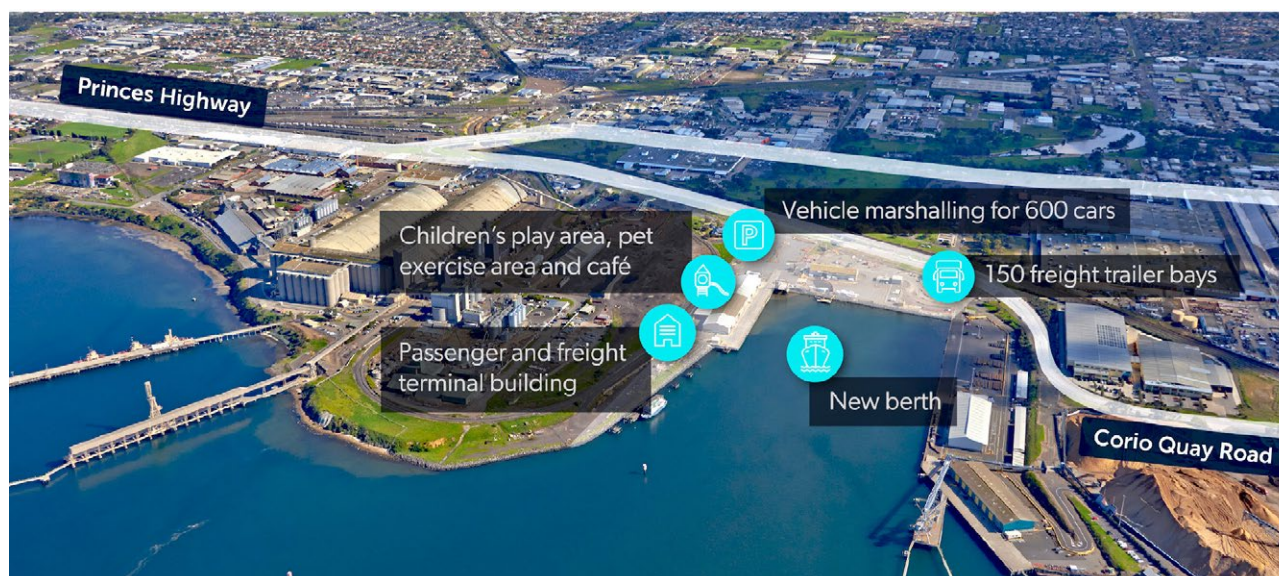 Princes Highway
Vehicle marshalling for 600 cars
Children’s play area, pet
exercise area and café
150 freight trailer bays
Passenger and freight
terminal building
New berth
Corio Quay Road
P